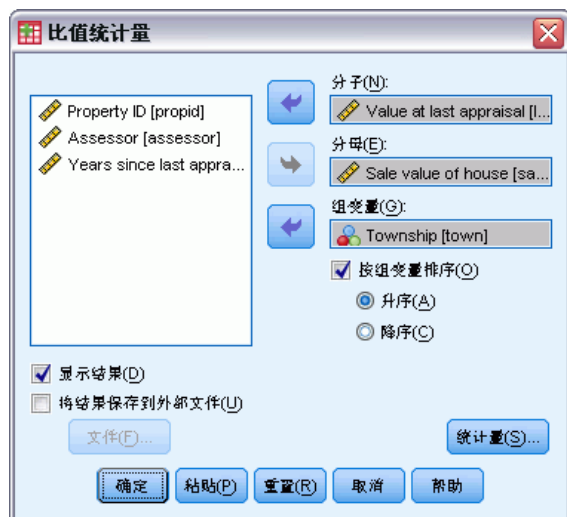 比值统计量
分子(N):
Property ID [propid]
Value at last appraisal [l...
Assessor [assessor]
分母(E):
Years since last appra...
Sale value of house [sa...
组变量(G):
Township [town]
按组变量排序(O)
升序(A)
降序(C)
显示结果(D)
将结果保存到外部文件(U)
文件(F)...
统计量(S)...
确定
粘贴(P)
重置(R)
取消
帮助